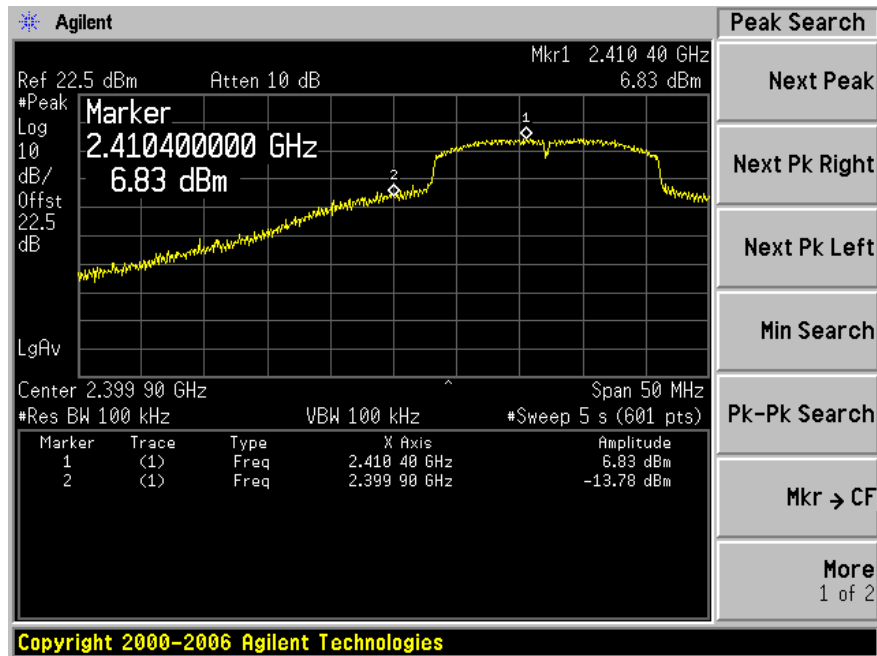 Agilent
Peak Search
Mkr1 2.410 40 GHz
Ref 22.5 dBm Atten 10 dB 6.83 dBm
#Peak
Log
10
dB/
Offst
22.5
dB
LgAv
Marker
2.410400000 GHz
6.83 dBm
1
2
Center 2.399 90 GHz Span 50 MHz
#Res BW 100 kHz VBW 100 kHz #Sweep 5 s (601 pts)
Marker Trace Type X Axis Amplitude
1 (1) Freq 2.410 40 GHz 6.83 dBm
2 (1) Freq 2.399 90 GHz -13.78 dBm
Next Peak
Next Pk Right
Next Pk Left
Min Search
Pk-Pk Search
Mkr → CF
More
1 of 2
Copyright 2000-2006 Agilent Technologies